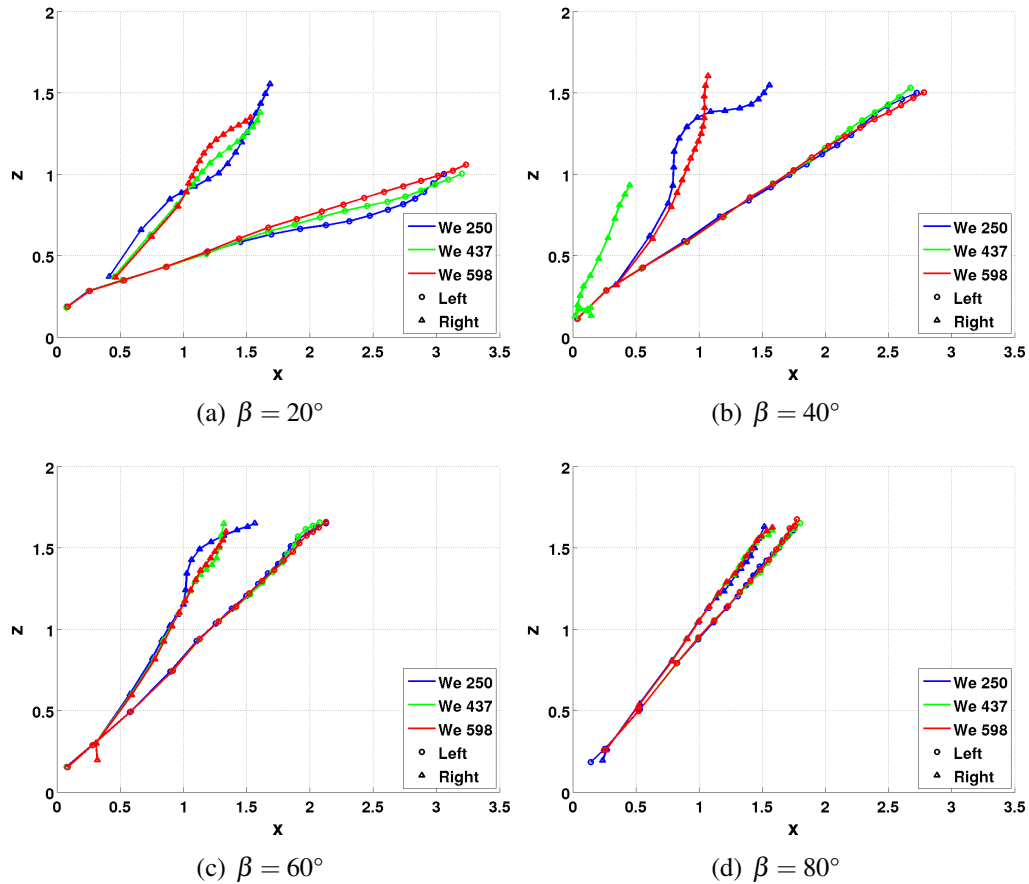 2
1.5
1
0.5
0
z
0 0.5 1 1.5 2 2.5 3 3.5
x
We 250
We 437
We 598
Left
Right
(a) β = 20°
2
1.5
1
0.5
0
z
0 0.5 1 1.5 2 2.5 3 3.5
x
We 250
We 437
We 598
Left
Right
(b) β = 40°
2
1.5
1
0.5
0
z
0 0.5 1 1.5 2 2.5 3 3.5
x
We 250
We 437
We 598
Left
Right
(c) β = 60°
2
1.5
1
0.5
0
z
0 0.5 1 1.5 2 2.5 3 3.5
x
We 250
We 437
We 598
Left
Right
(d) β = 80°